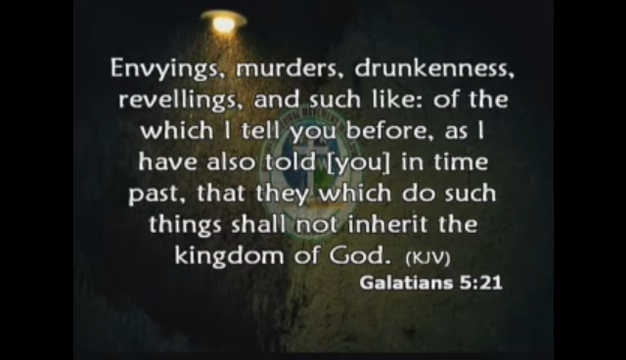 Envyings, murders, drunkenness,
revellings, and such like: of the
which I tell you before, as I
have also told [you] in time
past, that they which do such
things shall not inherit the
kingdom of God. (KJV)
Galatians 5:21